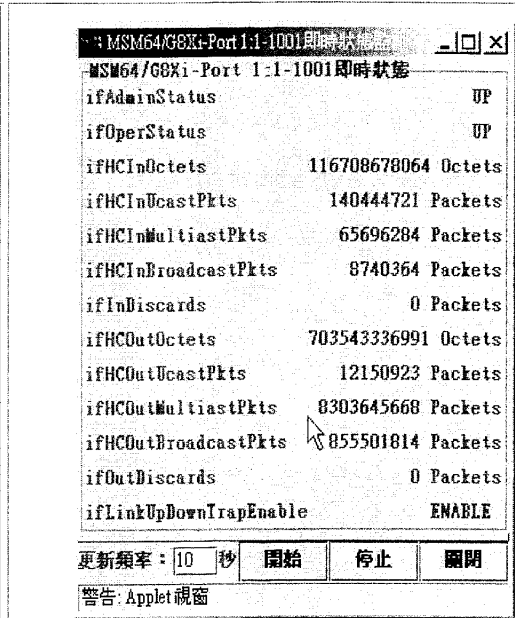 MSM64/G8Xi-Port 1:1-1001即時狀態
MSM64/G8Xi-Port 1:1-1001即時狀態
ifAdminStatus UP
ifOperStatus UP
ifHCInOctets 116708678064 Octets
ifHCInUcastPkts 140444721 Packets
ifHCInMultiastPkts 65696284 Packets
ifHCInBroadcastPkts 8740364 Packets
ifInDiscards 0 Packets
ifHCOutOctets 703543336991 Octets
ifHCOutUcastPkts 12150923 Packets
ifHCOutMultiastPkts 8303645668 Packets
ifHCOutBroadcastPkts 855501814 Packets
ifOutDiscards 0 Packets
ifLinkUpDownTrapEnable ENABLE
更新頻率：10 秒 開始 停止 關閉
警告: Applet 視窗